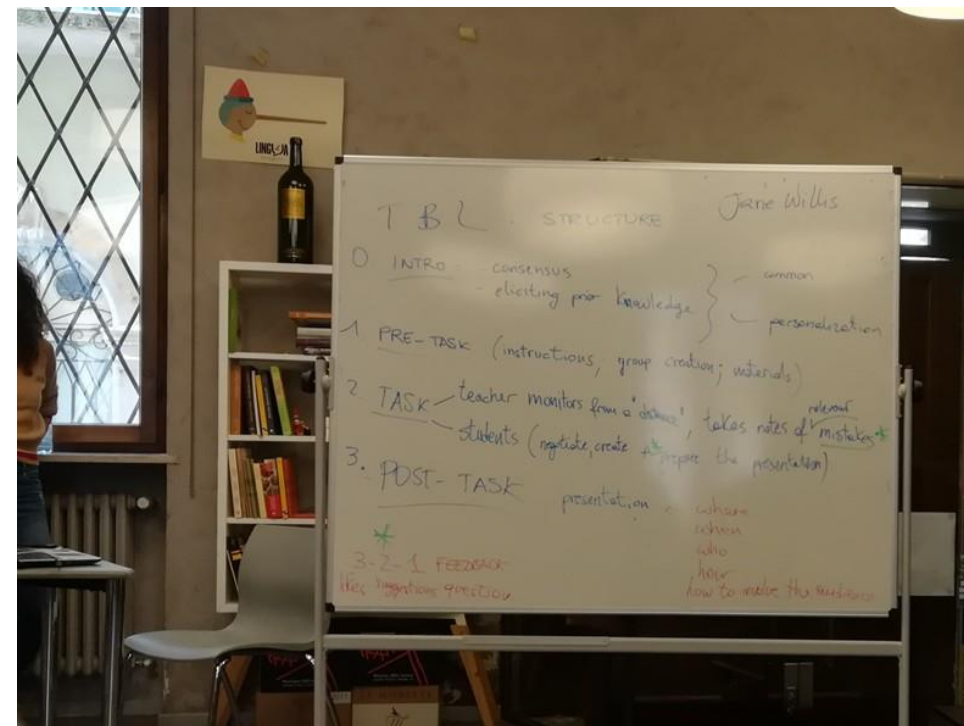 LINGUA
TBL - STRUCTURE Jane Willis
0. INTRO - consensus
- eliciting prior knowledge
common
personalization
1. PRE-TASK (instructions, group creation; materials)
2. TASK teacher monitors from a "distance", takes notes of relevant mistakes *
students (negotiate, create + prepare the presentation)
3. POST-TASK presentation
where
when
who
how
how to involve the audience
* 3-2-1 FEEDBACK
likes suggestions question